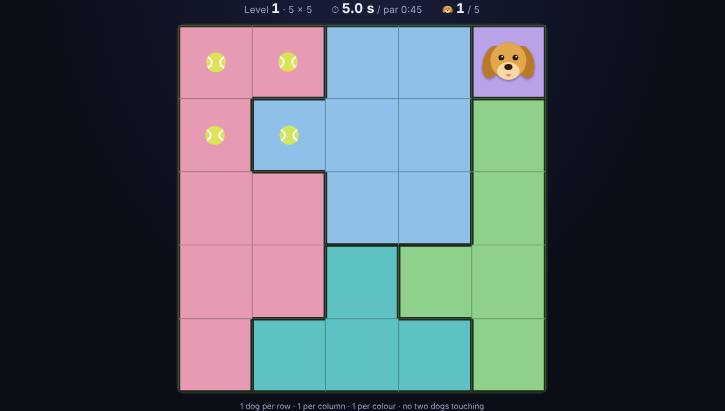 Level 1 · 5 × 5 ⏱ 5.0 s / par 0:45 1 / 5
1 dog per row · 1 per column · 1 per colour · no two dogs touching